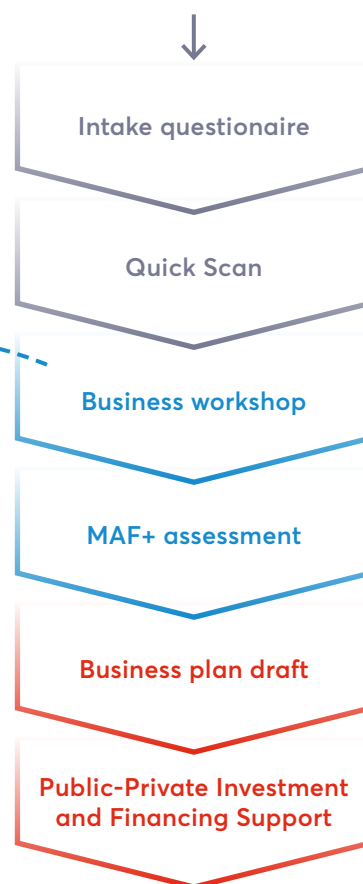 Intake questionaire
Quick Scan
Business workshop
MAF+ assessment
Business plan draft
Public-Private Investment
and Financing Support